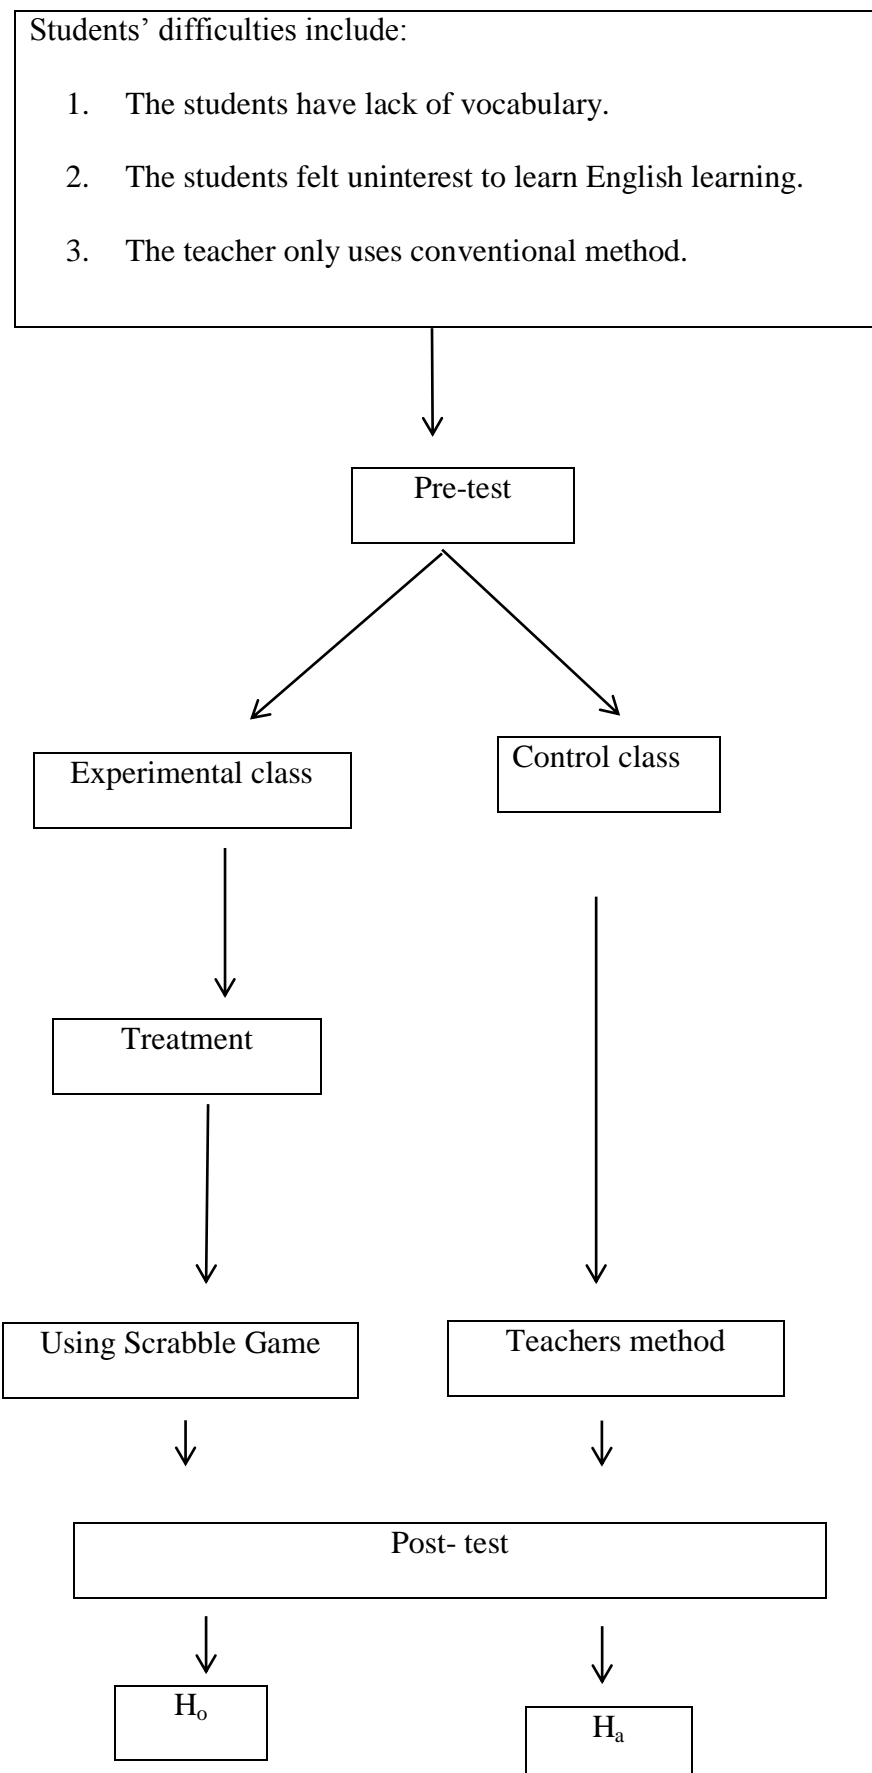 Students’ difficulties include:
1. The students have lack of vocabulary.
2. The students felt uninterest to learn English learning.
3. The teacher only uses conventional method.
Pre-test
Experimental class
Control class
Treatment
Using Scrabble Game
Teachers method
Post- test
Hₒ
Hₐ